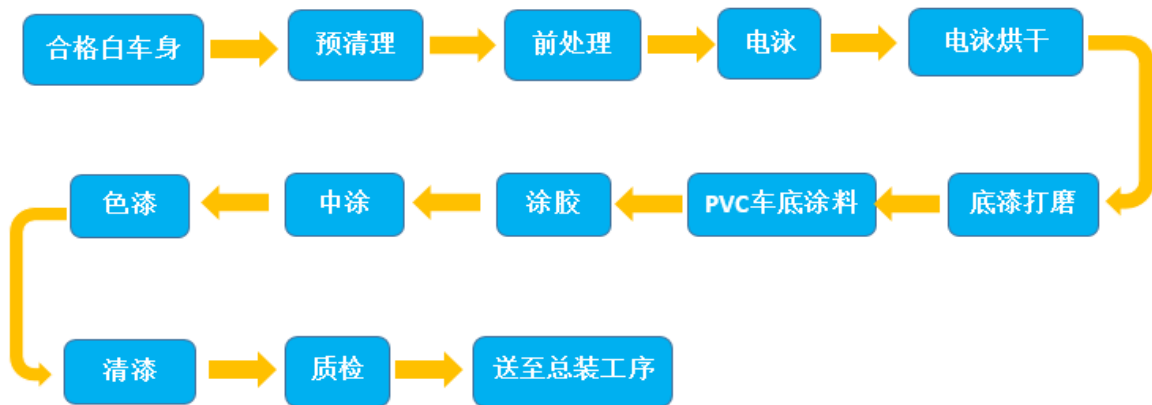 合格白车身
预清理
前处理
电泳
电泳烘干
底漆打磨
PVC车底涂料
涂胶
中涂
色漆
清漆
质检
送至总装工序